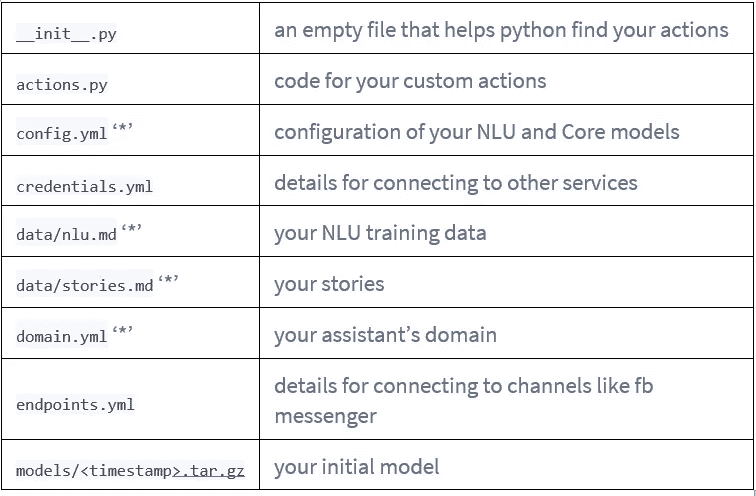 __init__.py an empty file that helps python find your actions
actions.py code for your custom actions
config.yml ‘*’ configuration of your NLU and Core models
credentials.yml details for connecting to other services
data/nlu.md ‘*’ your NLU training data
data/stories.md ‘*’ your stories
domain.yml ‘*’ your assistant’s domain
endpoints.yml details for connecting to channels like fb
messenger
models/<timestamp>.tar.gz your initial model